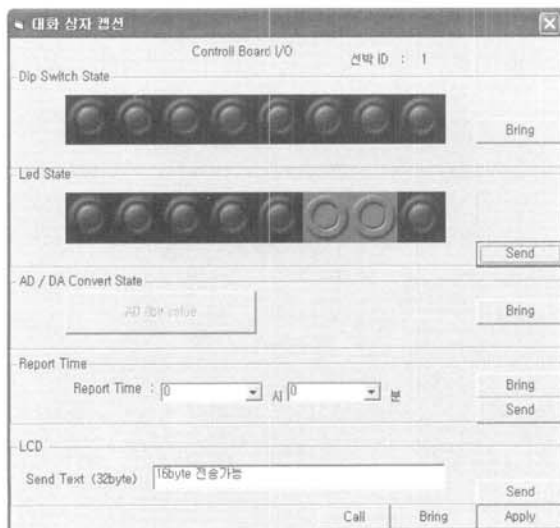 대화 상자 캡션
Controll Board I/O
선박 ID : 1
Dip Switch State
Bring
Led State
Send
AD / DA Convert State
Bring
Report Time
Report Time : 0 시 0 분
Bring
Send
LCD
Send Text (32byte) 16byte 전송가능
Send
Call Bring Apply